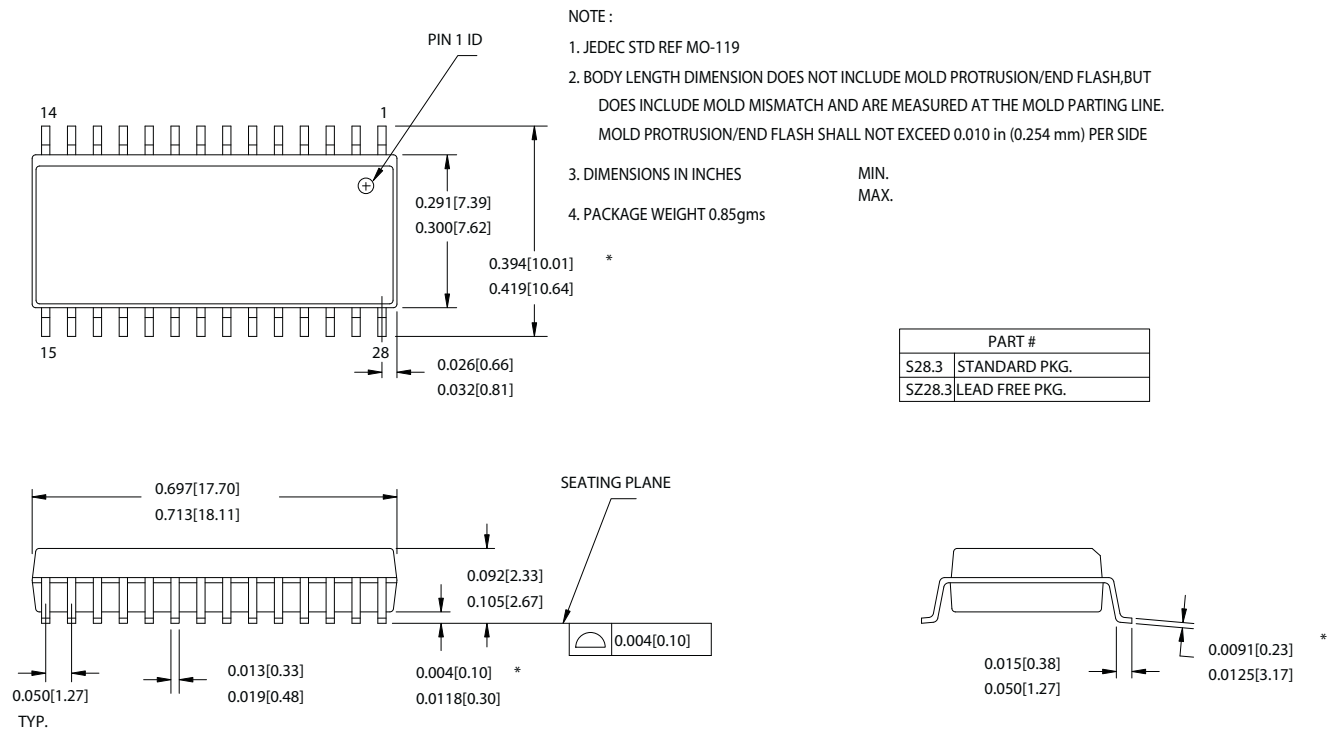 NOTE :
1. JEDEC STD REF MO-119
2. BODY LENGTH DIMENSION DOES NOT INCLUDE MOLD PROTRUSION/END FLASH,BUT
DOES INCLUDE MOLD MISMATCH AND ARE MEASURED AT THE MOLD PARTING LINE.
MOLD PROTRUSION/END FLASH SHALL NOT EXCEED 0.010 in (0.254 mm) PER SIDE
3. DIMENSIONS IN INCHES MIN.
MAX.
4. PACKAGE WEIGHT 0.85gms
PIN 1 ID
14 1
0.291[7.39]
0.300[7.62]
0.394[10.01] *
0.419[10.64]
15 28
0.026[0.66]
0.032[0.81]
PART #
S28.3 STANDARD PKG.
SZ28.3 LEAD FREE PKG.
0.697[17.70]
0.713[18.11]
SEATING PLANE
0.092[2.33]
0.105[2.67]
0.004[0.10]
0.050[1.27]
TYP.
0.013[0.33]
0.019[0.48]
0.004[0.10] *
0.0118[0.30]
0.015[0.38]
0.050[1.27]
0.0091[0.23] *
0.0125[3.17]